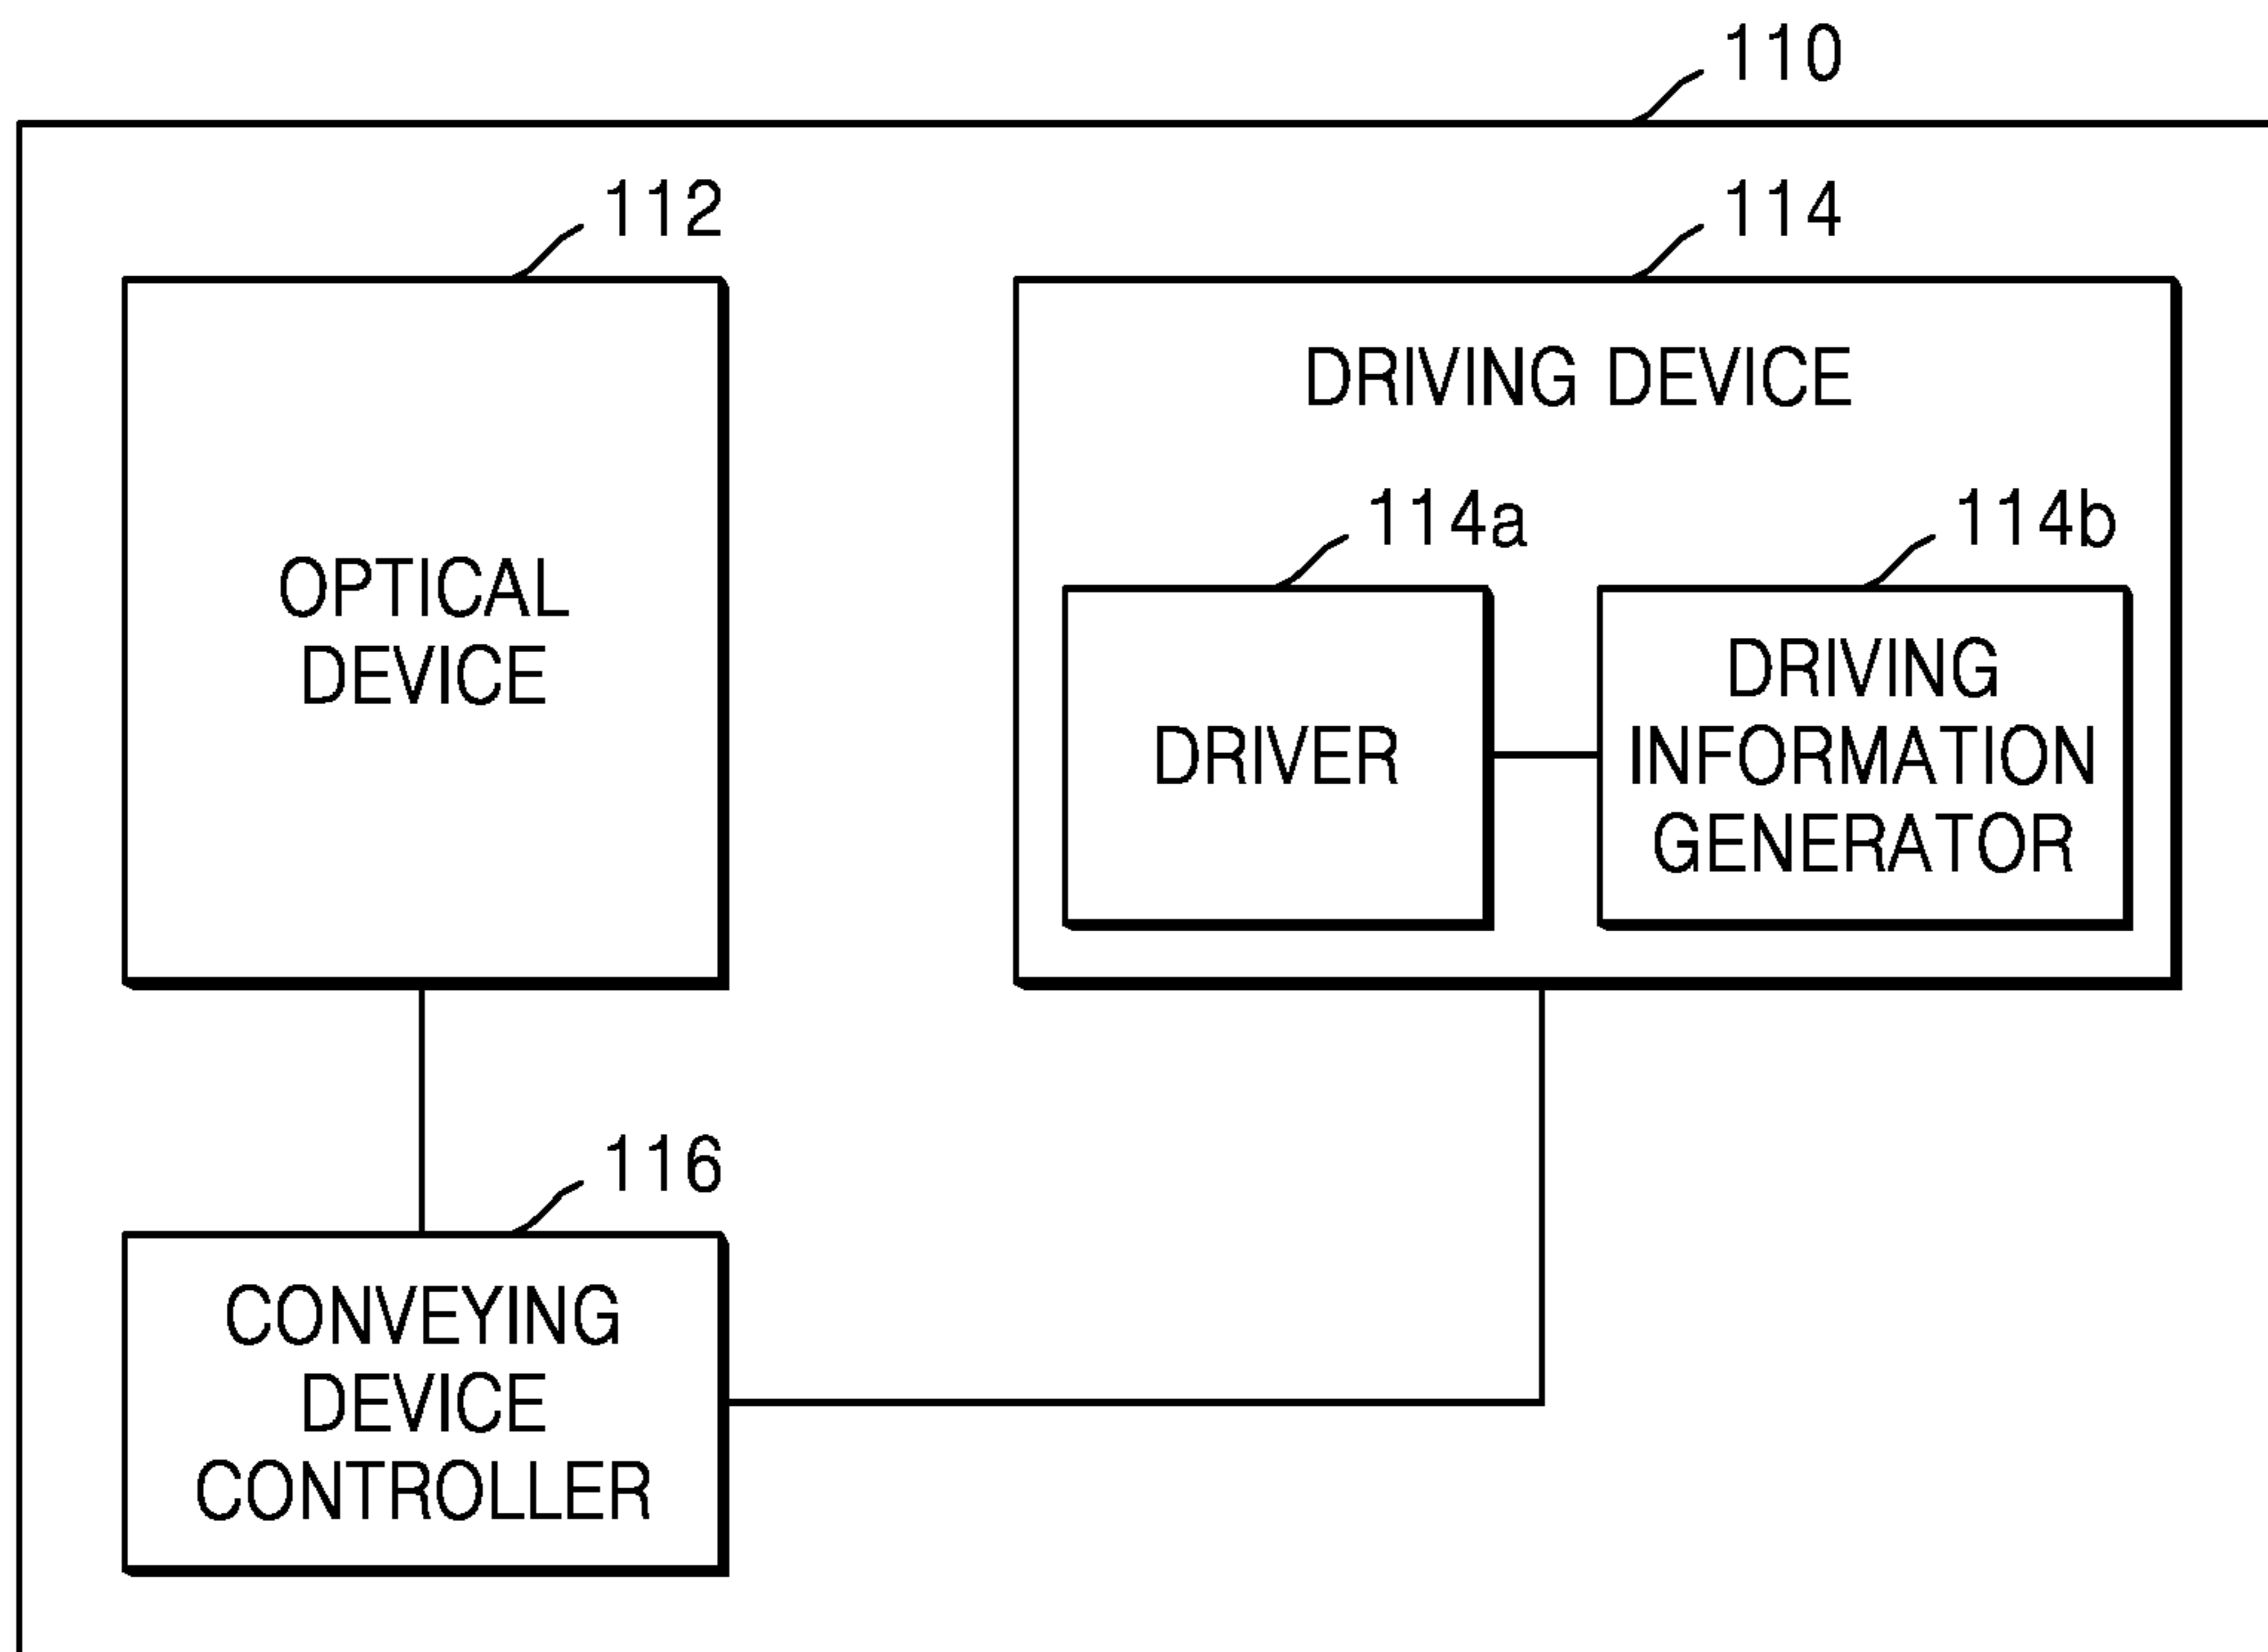 110
112
114
DRIVING DEVICE
114a
114b
OPTICAL
DEVICE
DRIVER
DRIVING
INFORMATION
GENERATOR
116
CONVEYING
DEVICE
CONTROLLER